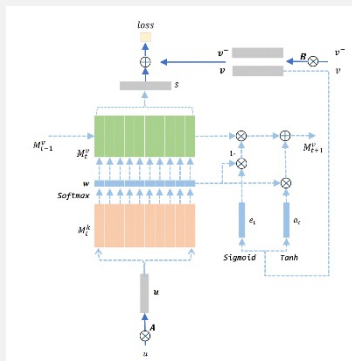 loss
v⁻ v⁻
B
v v
s
M^v_{t-1}
M^v_t
M^v_{t+1}
1-
w
Softmax
M^k_t
e_t
a_t
Sigmoid Tanh
u
A
u